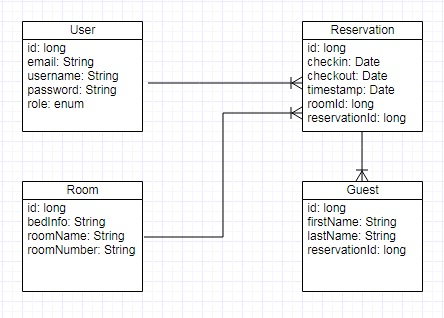 User
id: long
email: String
username: String
password: String
role: enum
Reservation
id: long
checkin: Date
checkout: Date
timestamp: Date
roomId: long
reservationId: long
Room
id: long
bedInfo: String
roomName: String
roomNumber: String
Guest
id: long
firstName: String
lastName: String
reservationId: long